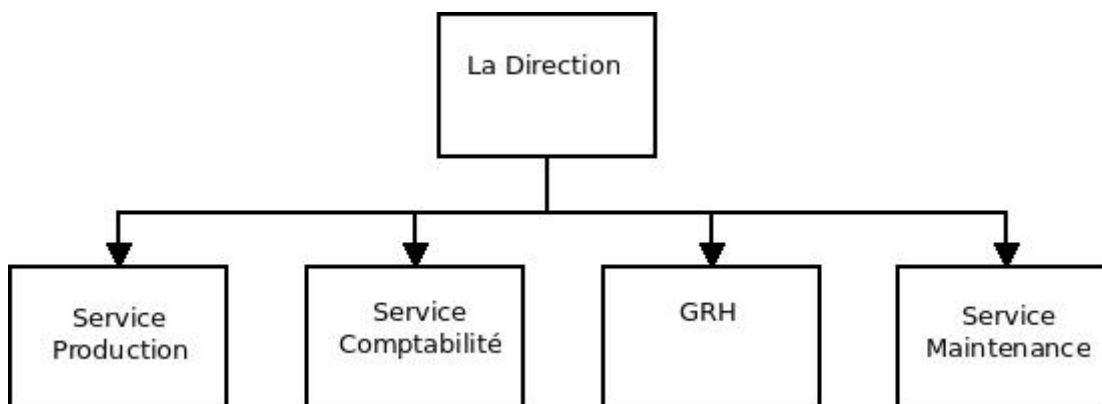 La Direction
Service
Production
Service
Comptabilité
GRH
Service
Maintenance